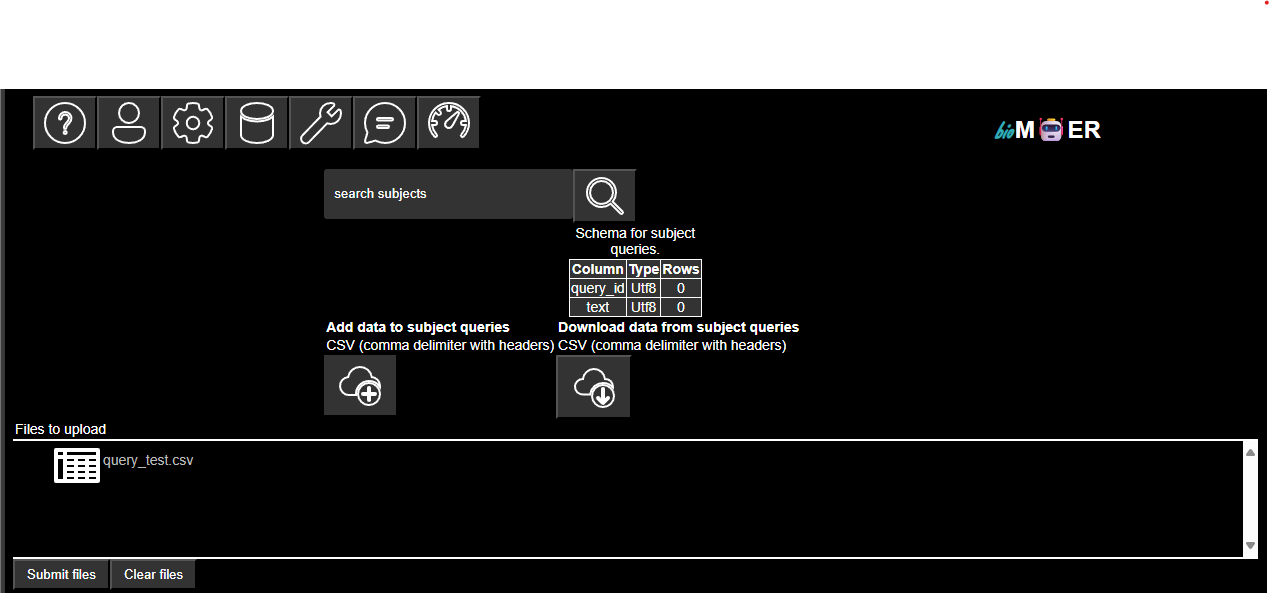 bioM ER
search subjects
Schema for subject
queries.
Column Type Rows
query_id Utf8 0
text Utf8 0
Add data to subject queries Download data from subject queries
CSV (comma delimiter with headers) CSV (comma delimiter with headers)
Files to upload
query_test.csv
Submit files Clear files